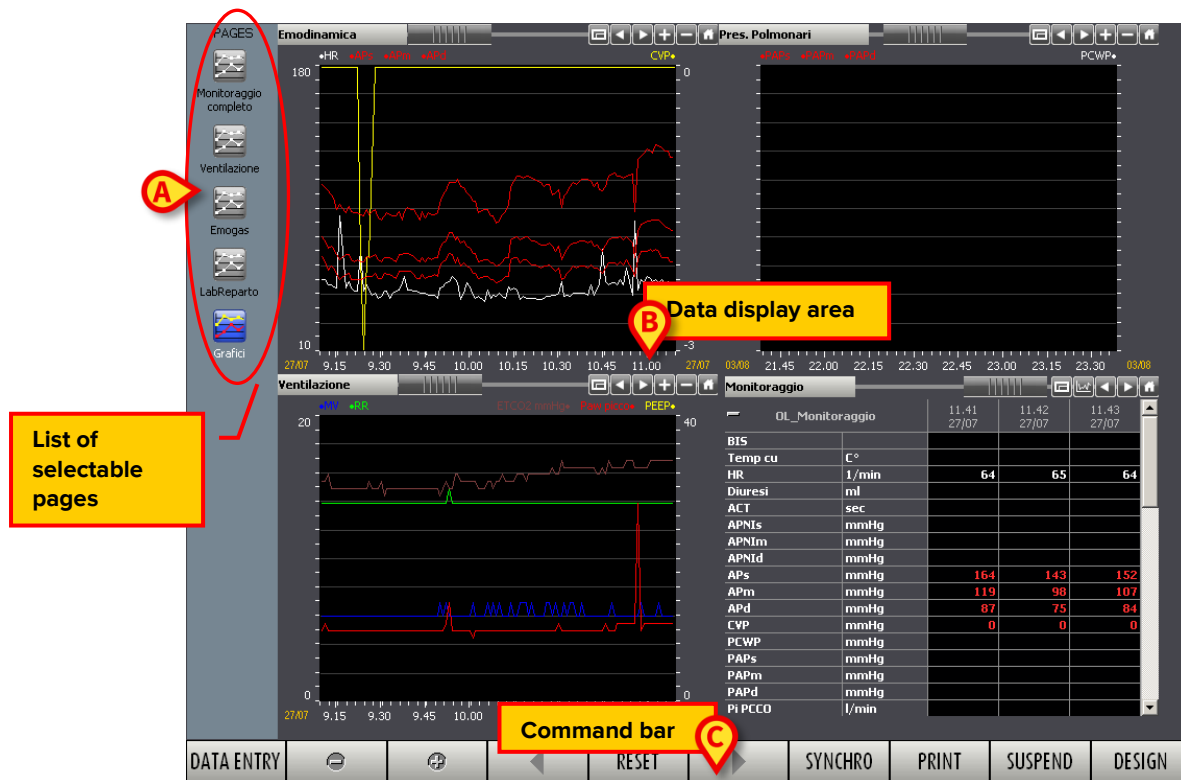 PAGES
Monitoraggio
completo
Ventilazione
Emogas
LabReparto
Grafici
A
List of
selectable
pages
Emodinamica
•HR •APs •APm •APd CVP•
180 0
10 -3
27/07 9.15 9.30 9.45 10.00 10.15 10.30 10.45 11.00 27/07
B
Data display area
Pres. Polmonari
•PAPs •PAPm •PAPd PCWP•
03/08 21.45 22.00 22.15 22.30 22.45 23.00 23.15 23.30 03/08
Ventilazione
•MV •RR ETCO2 mmHg• PEEP•
20 40
0 0
27/07 9.15 9.30 9.45 10.00
Command bar
C
Monitoraggio
OL_Monitoraggio 11.41 11.42 11.43
27/07 27/07 27/07
BIS
Temp cu C°
HR 1/min 64 65 64
Diuresi ml
ACT sec
APNIs mmHg
APNIm mmHg
APNId mmHg
APs mmHg 164 143 152
APm mmHg 119 98 107
APd mmHg 87 75 84
CVP mmHg 0 0 0
PCWP mmHg
PAPs mmHg
PAPm mmHg
PAPd mmHg
Pi PCCO l/min
DATA ENTRY RESET SYNCHRO PRINT SUSPEND DESIGN